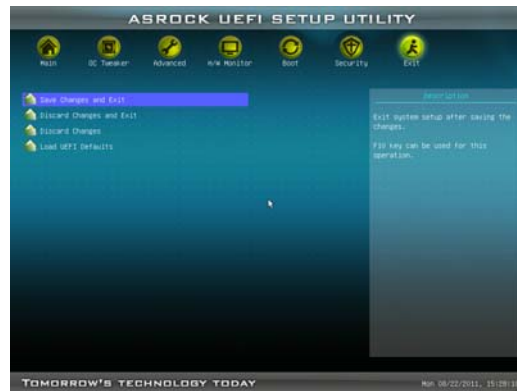 ASROCK UEFI SETUP UTILITY
Main
OC Tweaker
Advanced
H/W Monitor
Boot
Security
Exit
Save Changes and Exit
Discard Changes and Exit
Discard Changes
Load UEFI Defaults
Description
Exit system setup after saving the
changes.
F10 key can be used for this
operation.
TOMORROW'S TECHNOLOGY TODAY
Mon 08/22/2011, 15:28: